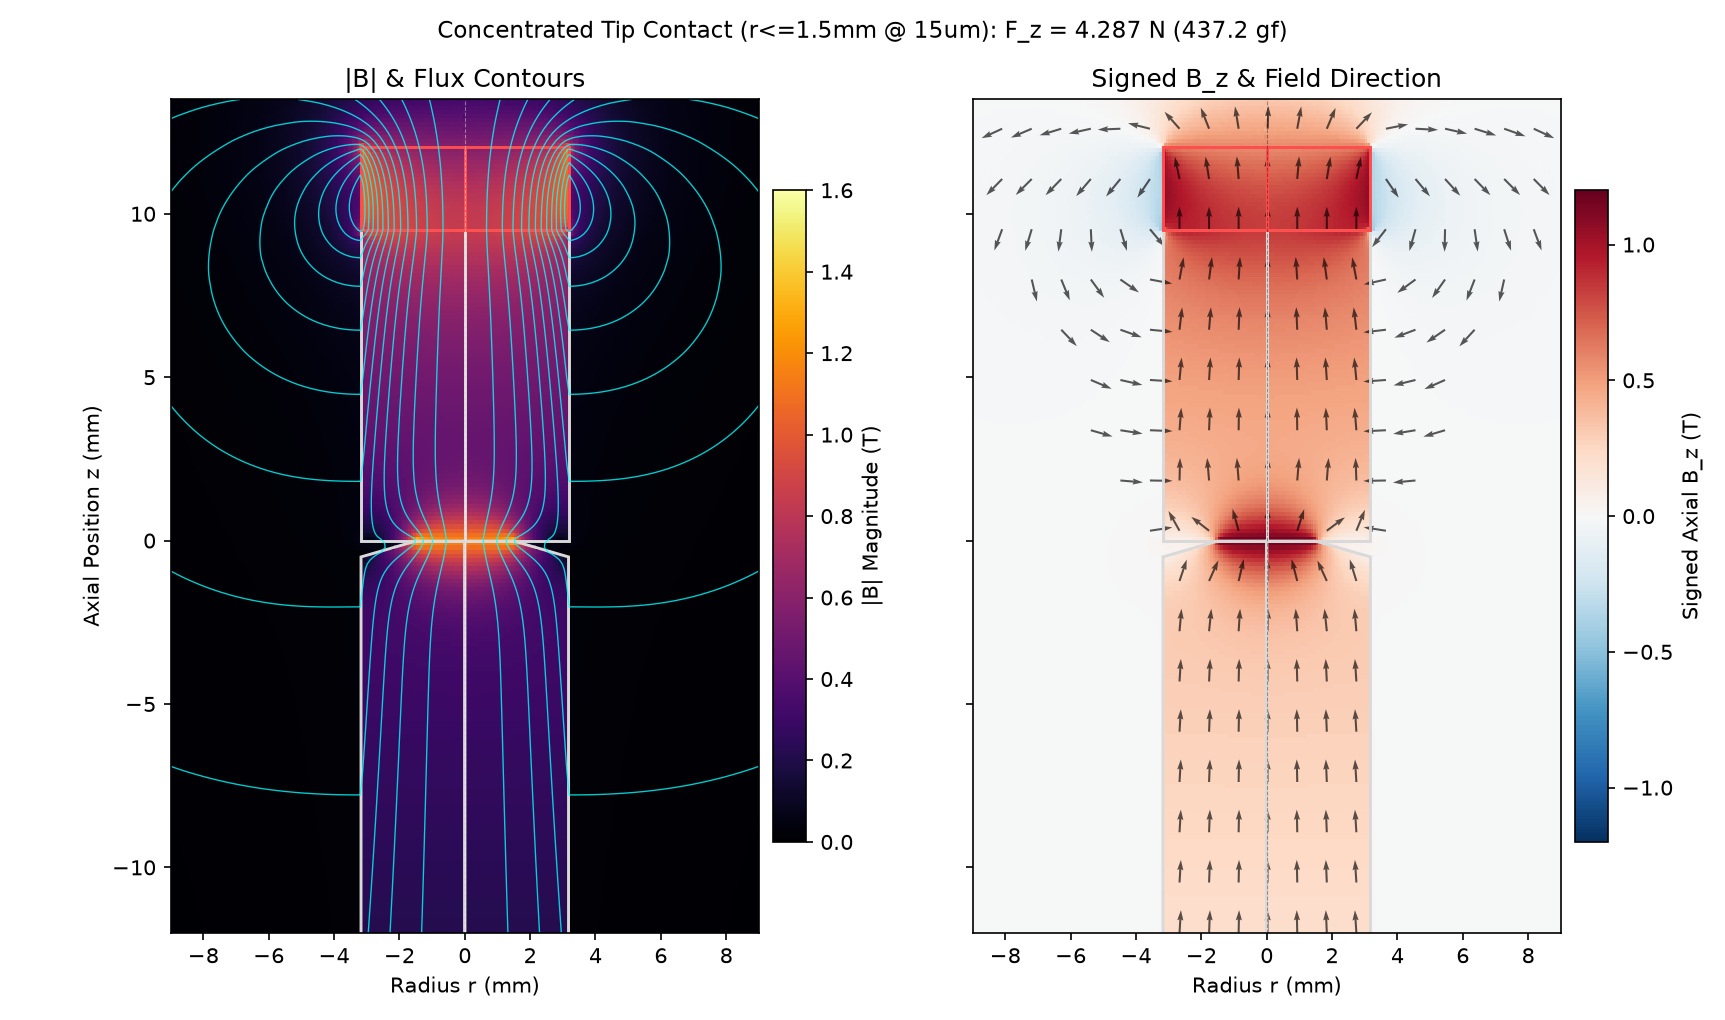 Concentrated Tip Contact (r<=1.5mm @ 15um): F_z = 4.287 N (437.2 gf)
|B| & Flux Contours
Axial Position z (mm)
10
5
0
−5
−10
−8 −6 −4 −2 0 2 4 6 8
Radius r (mm)
1.6
1.4
1.2
1.0
0.8
0.6
0.4
0.2
0.0
|B| Magnitude (T)
Signed B_z & Field Direction
−8 −6 −4 −2 0 2 4 6 8
Radius r (mm)
1.0
0.5
0.0
−0.5
−1.0
Signed Axial B_z (T)